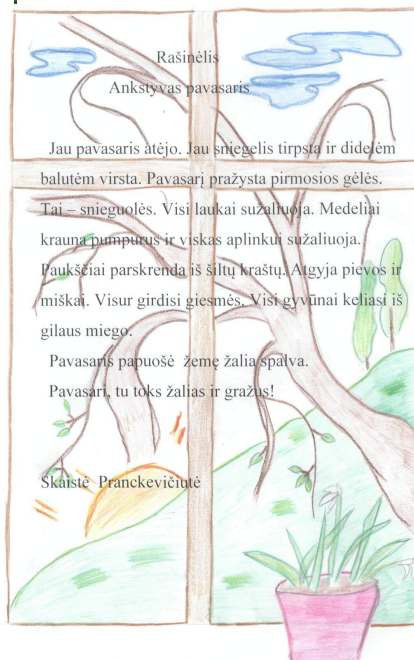 Rašinėlis
Ankstyvas pavasaris
Jau pavasaris atėjo. Jau sniegelis tirpsta ir didelėm
balutėm virsta. Pavasarį pražysta pirmosios gėlės.
Tai – snieguolės. Visi laukai sužaliuoja. Medeliai
krauna pumpurus ir viskas aplinkui sužaliuoja.
Paukščiai parskrenda iš šiltų kraštų. Atgyja pievos ir
miškai. Visur girdisi giesmės. Visi gyvūnai keliasi iš
gilaus miego.
Pavasaris papuošė žemę žalia spalva.
Pavasari, tu toks žalias ir gražus!
Skaistė Pranckevičiūtė